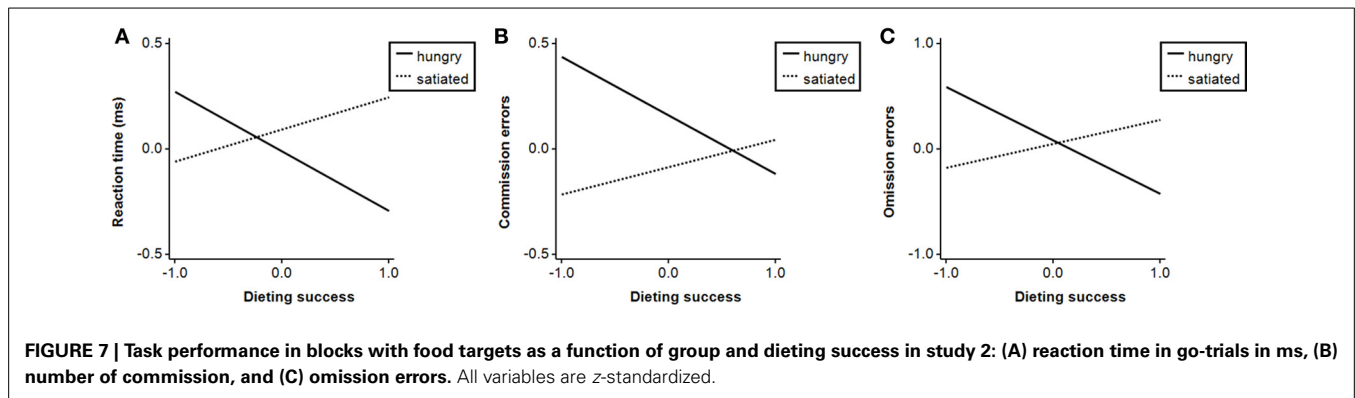 A
0.5
0.0
-0.5
Reaction time (ms)
-1.0 0.0 1.0
Dieting success
hungry
satiated
B
0.5
0.0
-0.5
Commission errors
-1.0 0.0 1.0
Dieting success
hungry
satiated
C
1.0
0.0
-1.0
Omission errors
-1.0 0.0 1.0
Dieting success
hungry
satiated
FIGURE 7 | Task performance in blocks with food targets as a function of group and dieting success in study 2: (A) reaction time in go-trials in ms, (B)
number of commission, and (C) omission errors. All variables are z-standardized.